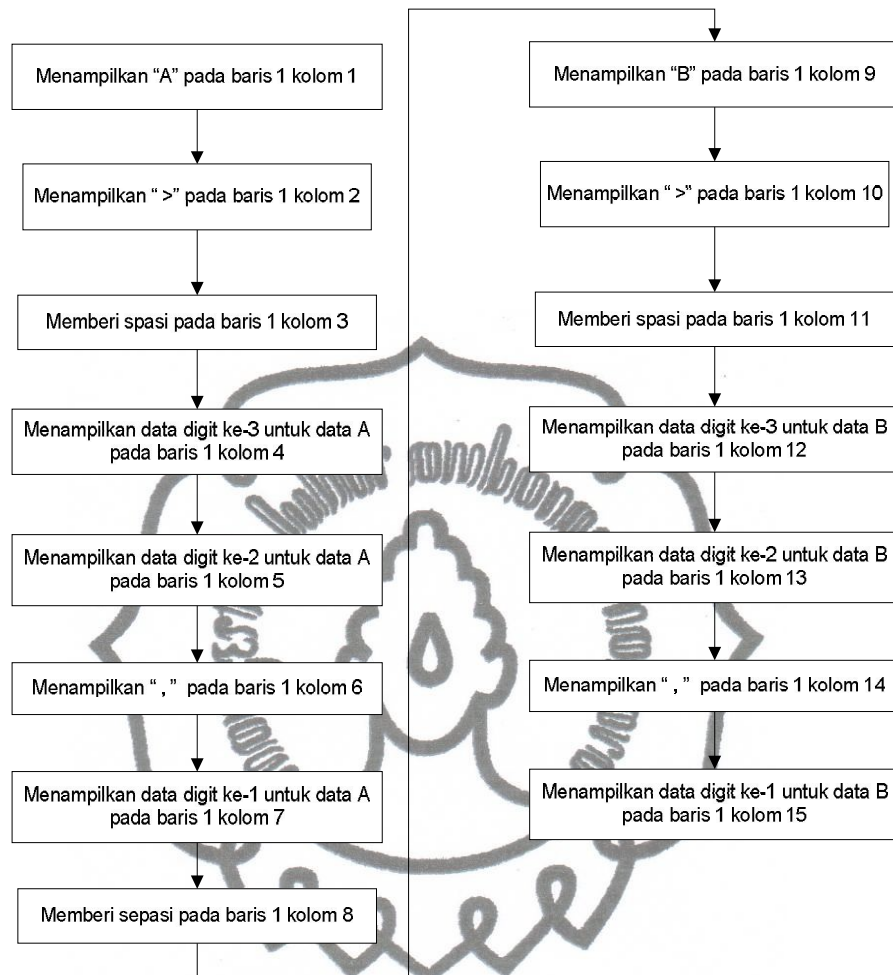 Menampilkan “A” pada baris 1 kolom 1
Menampilkan “ >” pada baris 1 kolom 2
Memberi spasi pada baris 1 kolom 3
Menampilkan data digit ke-3 untuk data A
pada baris 1 kolom 4
Menampilkan data digit ke-2 untuk data A
pada baris 1 kolom 5
Menampilkan “ , ” pada baris 1 kolom 6
Menampilkan data digit ke-1 untuk data A
pada baris 1 kolom 7
Memberi sepasi pada baris 1 kolom 8
Menampilkan “B” pada baris 1 kolom 9
Menampilkan “ >” pada baris 1 kolom 10
Memberi spasi pada baris 1 kolom 11
Menampilkan data digit ke-3 untuk data B
pada baris 1 kolom 12
Menampilkan data digit ke-2 untuk data B
pada baris 1 kolom 13
Menampilkan “ , ” pada baris 1 kolom 14
Menampilkan data digit ke-1 untuk data B
pada baris 1 kolom 15